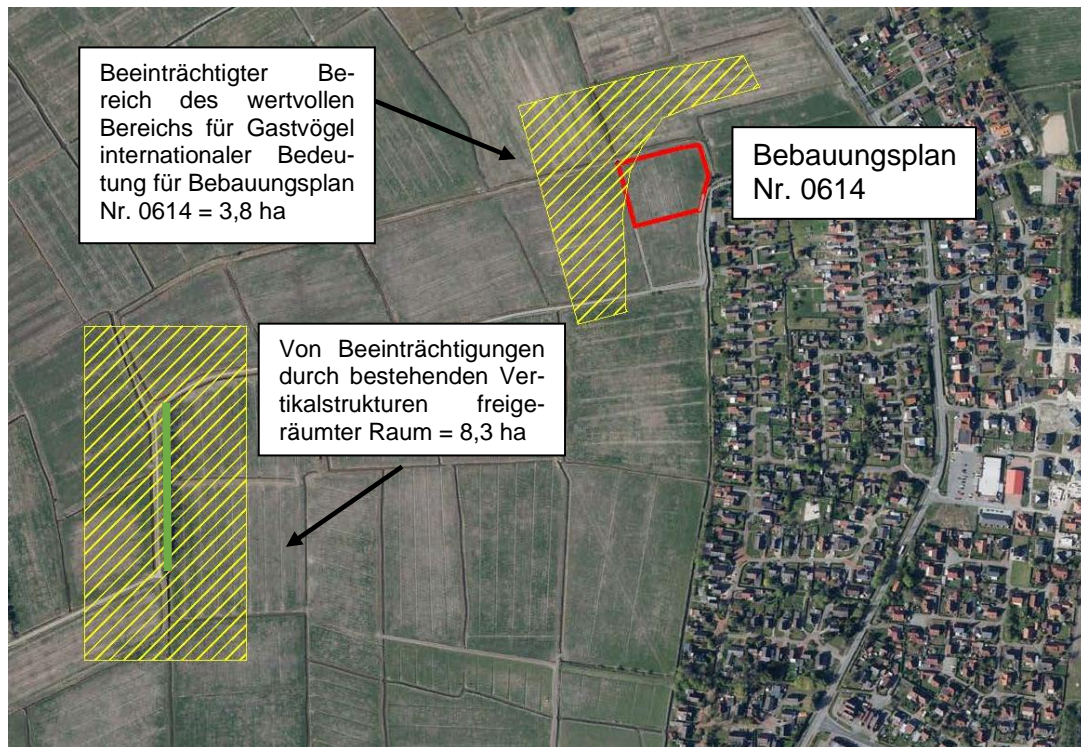 Beeinträchtigter Be-
reich des wertvollen
Bereichs für Gastvögel
internationaler Bedeu-
tung für Bebauungsplan
Nr. 0614 = 3,8 ha
Bebauungsplan
Nr. 0614
Von Beeinträchtigungen
durch bestehenden Ver-
tikalstrukturen freige-
räumter Raum = 8,3 ha